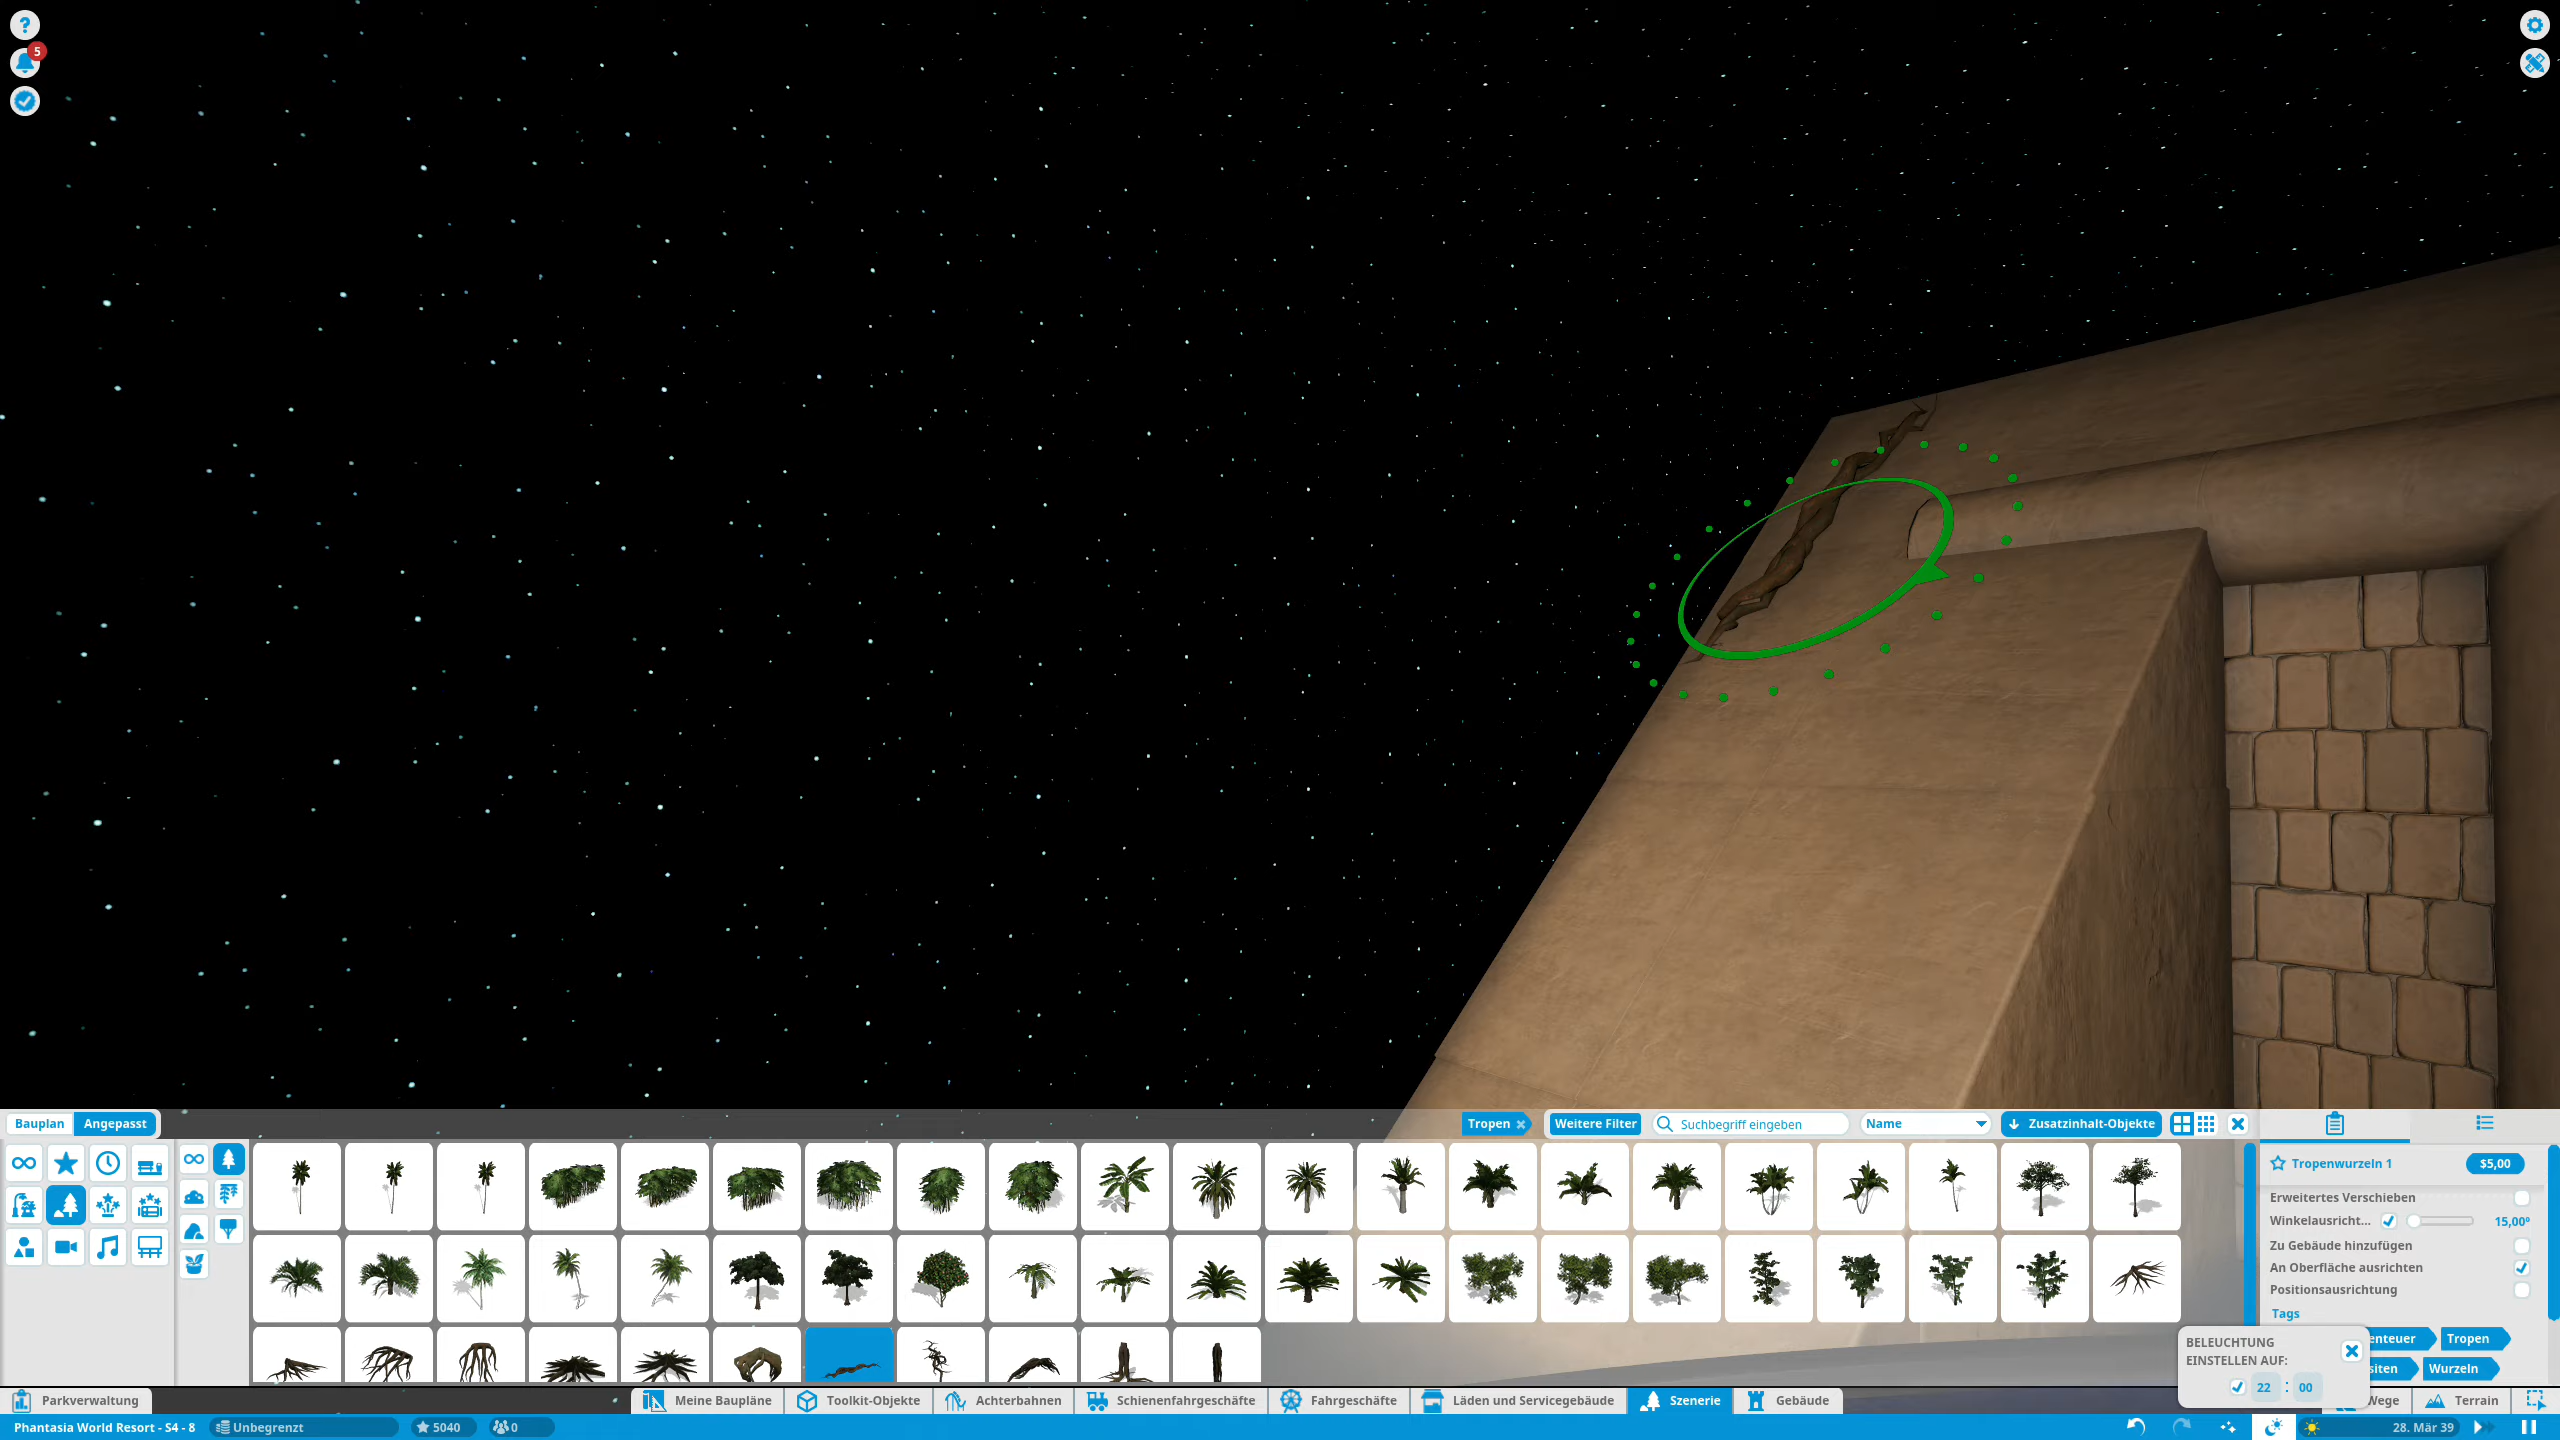 ?
5
Bauplan
Angepasst
Tropen
Weitere Filter
Suchbegriff eingeben
Name
Zusatzinhalt-Objekte
Tropenwurzeln 1
$5,00
Erweitertes Verschieben
Winkelausricht...
15,00°
Zu Gebäude hinzufügen
An Oberfläche ausrichten
Positionsausrichtung
Tags
enteuer
Tropen
siten
Wurzeln
BELEUCHTUNG
EINSTELLEN AUF:
22 : 00
Parkverwaltung
Meine Baupläne
Toolkit-Objekte
Achterbahnen
Schienenfahrgeschäfte
Fahrgeschäfte
Läden und Servicegebäude
Szenerie
Gebäude
Wege
Terrain
Phantasia World Resort - S4 - 8
Unbegrenzt
5040
0
28. Mär 39